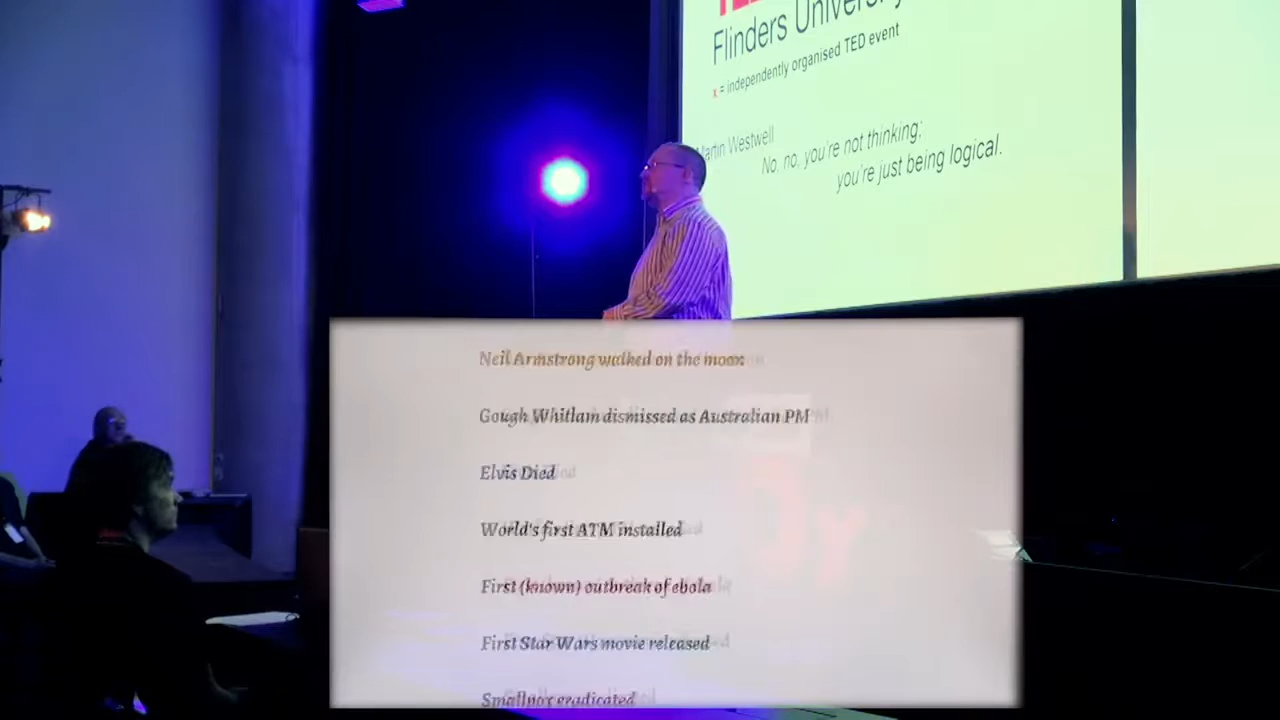 Flinders University
x = independently organised TED event
Martin Westwell
No, no, you're not thinking;
you're just being logical.
Neil Armstrong walked on the moon
Gough Whitlam dismissed as Australian PM
Elvis Died
World's first ATM installed
First (known) outbreak of ebola
First Star Wars movie released
Smallpox eradicated